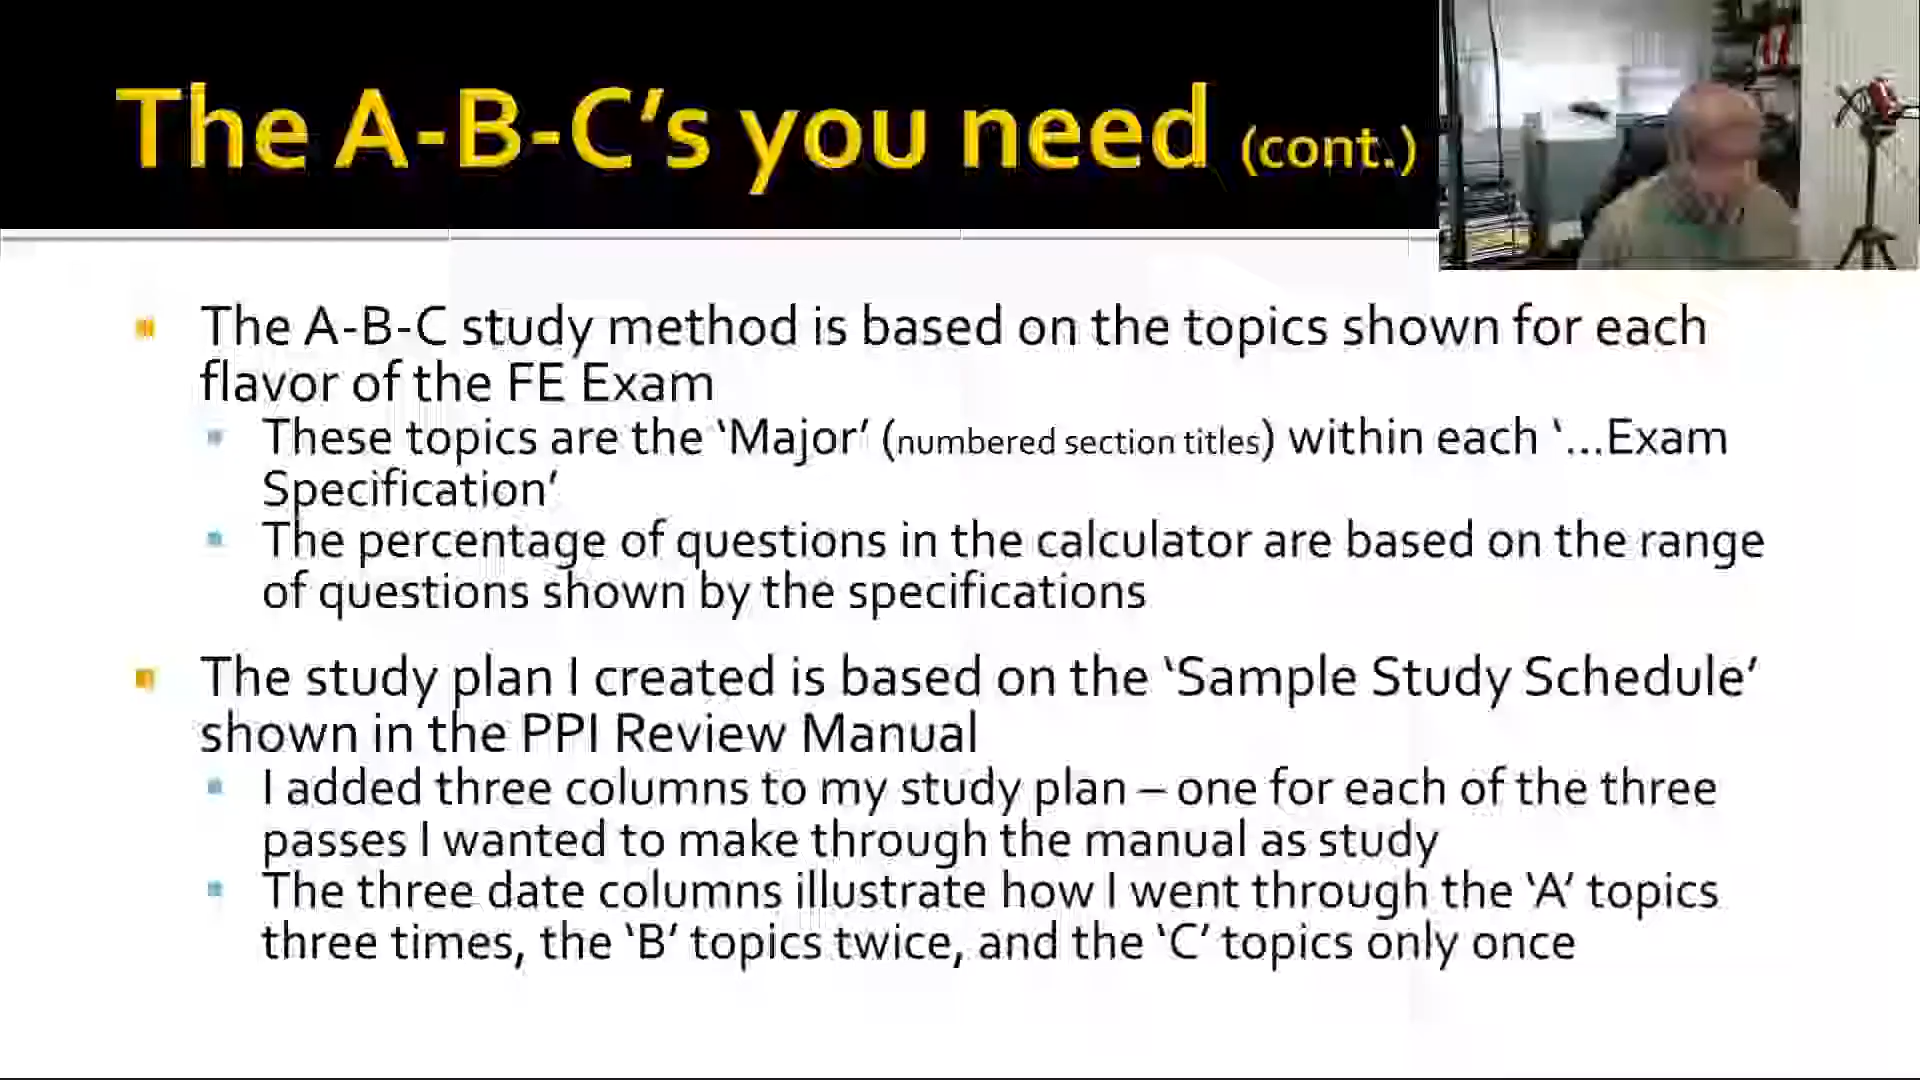 The A-B-C’s you need (cont.)
The A-B-C study method is based on the topics shown for each
flavor of the FE Exam
These topics are the ‘Major’ (numbered section titles) within each ‘...Exam
Specification’
The percentage of questions in the calculator are based on the range
of questions shown by the specifications
The study plan I created is based on the ‘Sample Study Schedule’
shown in the PPI Review Manual
I added three columns to my study plan – one for each of the three
passes I wanted to make through the manual as study
The three date columns illustrate how I went through the ‘A’ topics
three times, the ‘B’ topics twice, and the ‘C’ topics only once